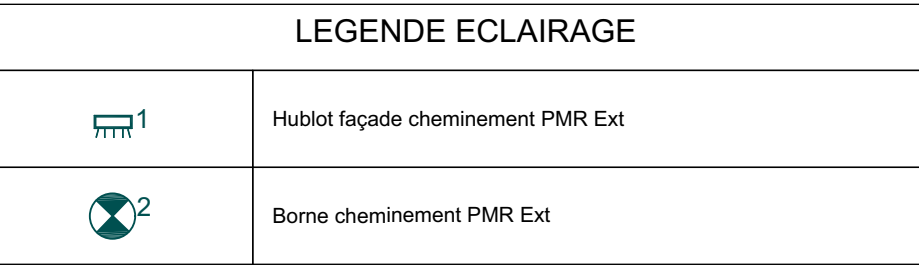 LEGENDE ECLAIRAGE
1 Hublot façade cheminement PMR Ext
2 Borne cheminement PMR Ext